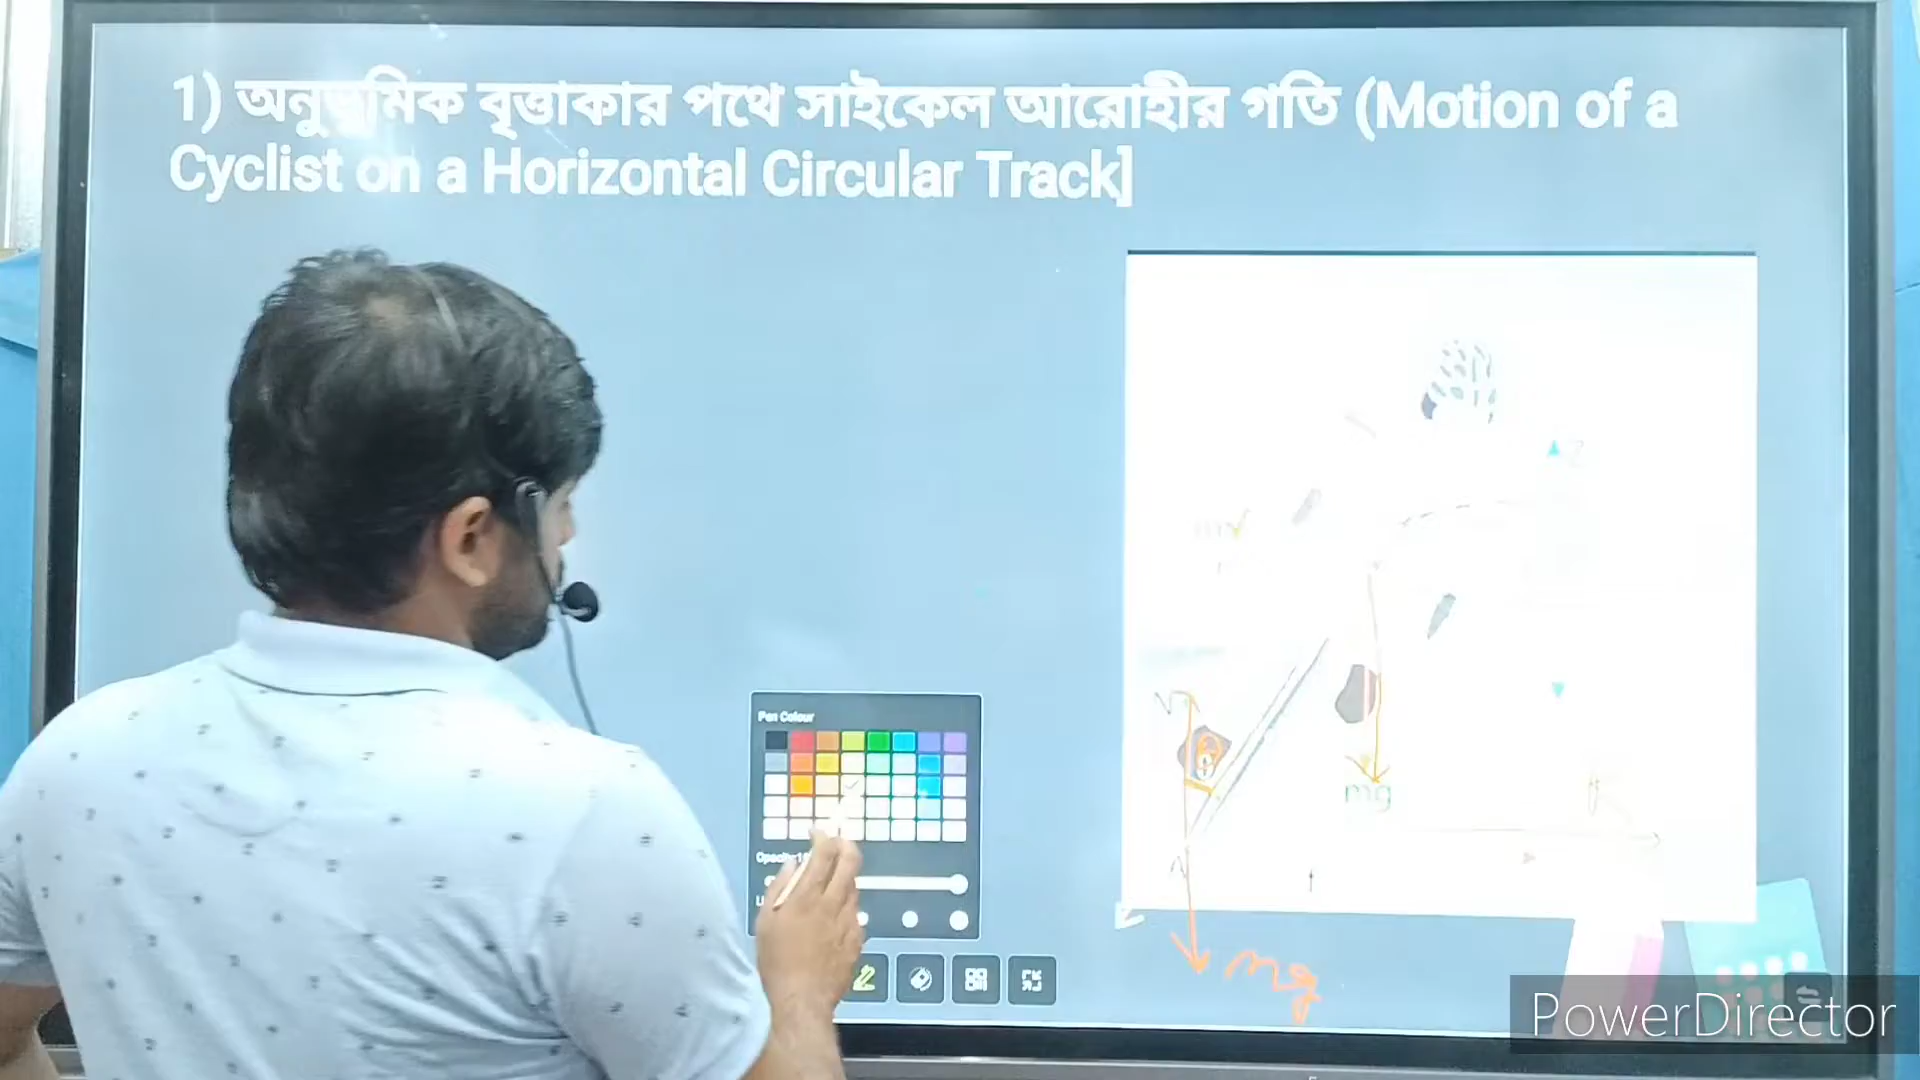 1) অনুভূমিক বৃত্তাকার পথে সাইকেল আরোহীর গতি (Motion of a
Cyclist on a Horizontal Circular Track]
Pen Colour
mg
mg
PowerDirector